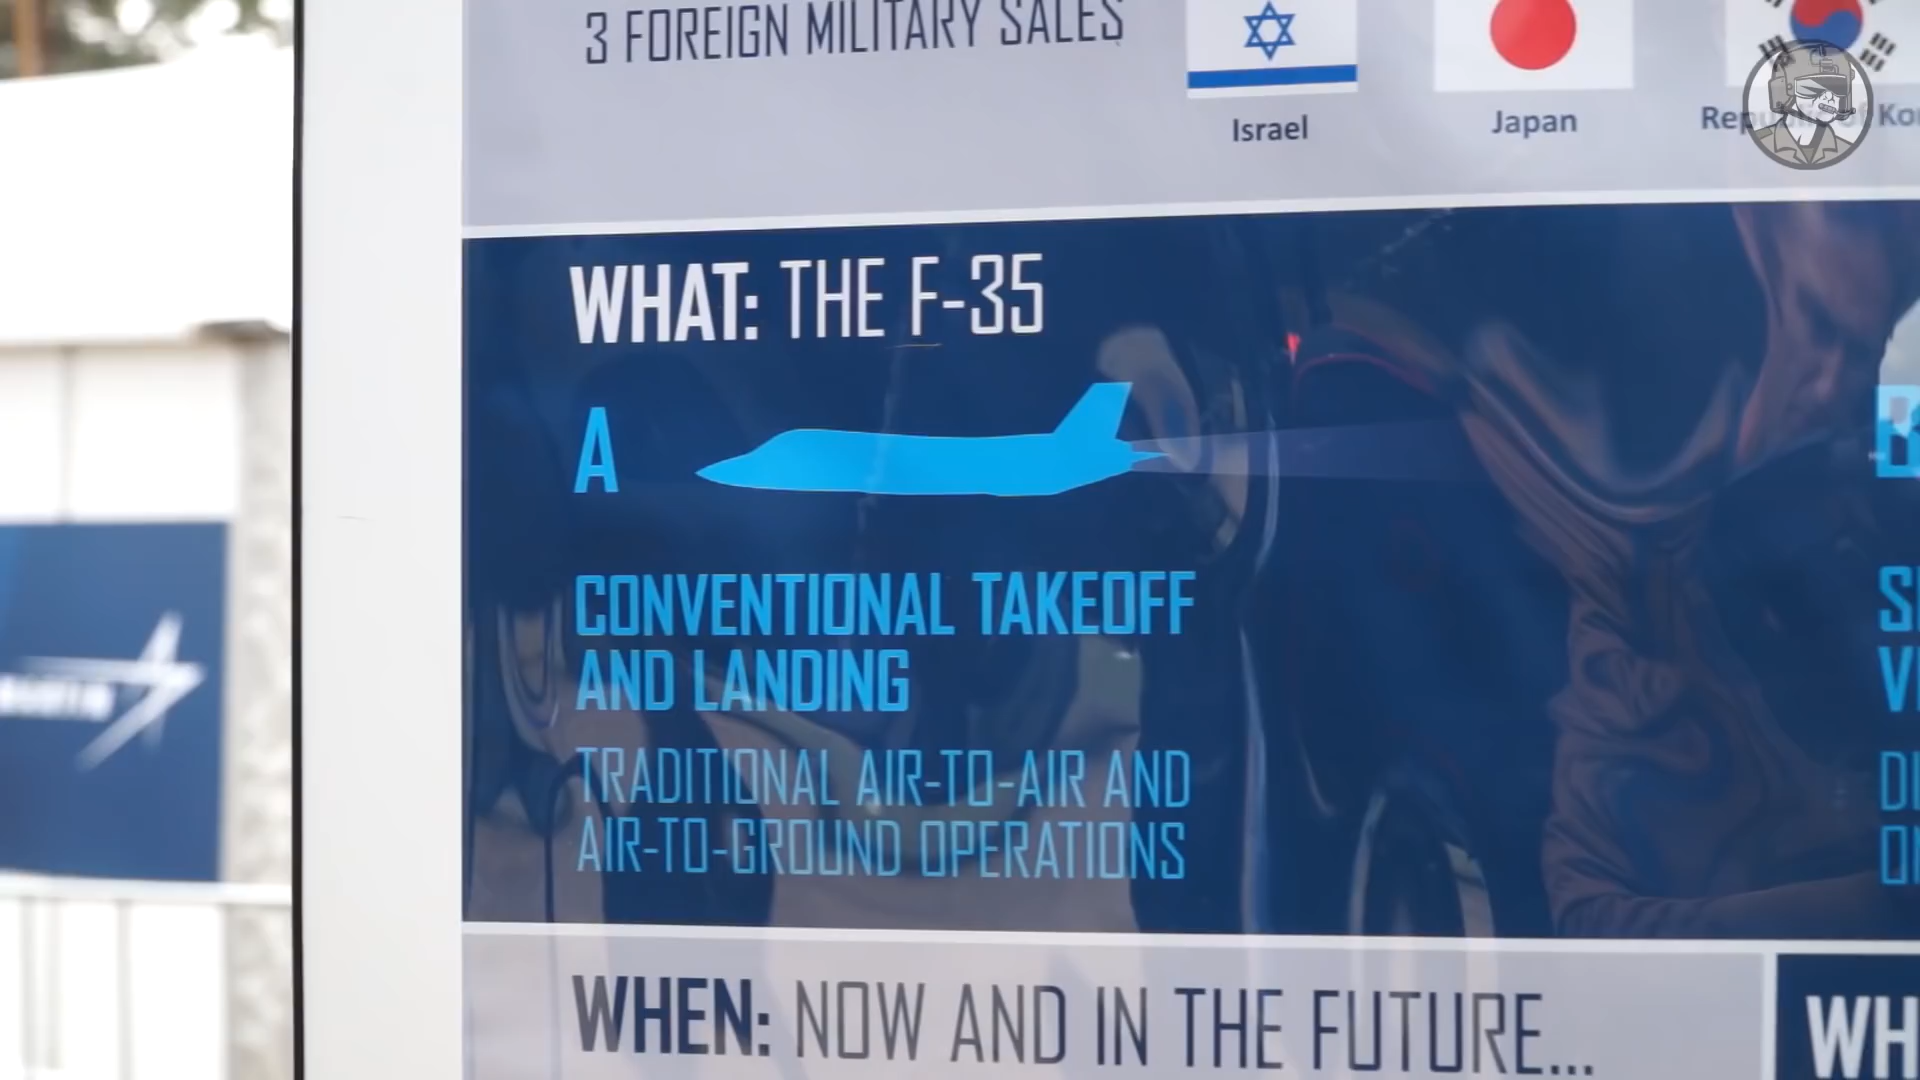 3 FOREIGN MILITARY SALES
Israel
Japan
WHAT: THE F-35
A
B
CONVENTIONAL TAKEOFF
AND LANDING
TRADITIONAL AIR-TO-AIR AND
AIR-TO-GROUND OPERATIONS
WHEN: NOW AND IN THE FUTURE...
WH